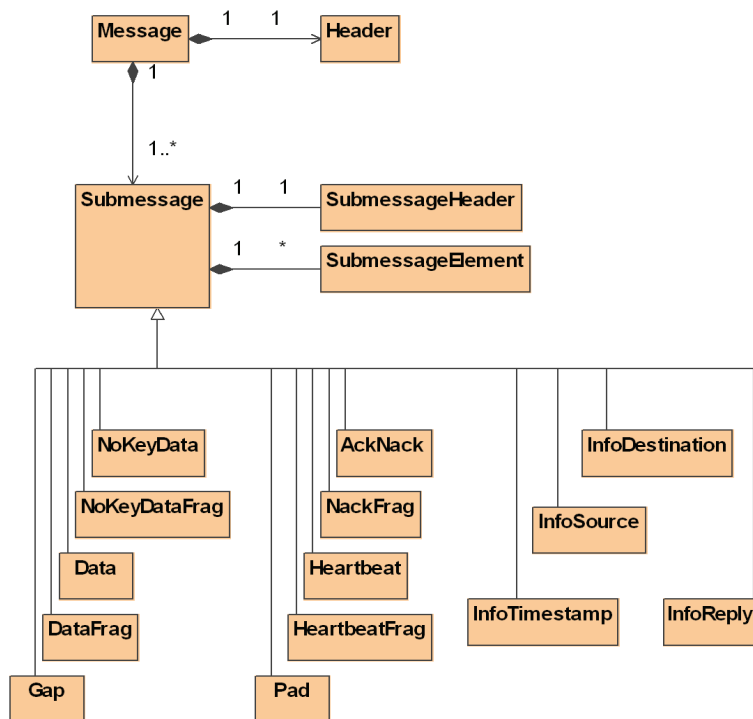 Message
1
1
Header
1
1..*
Submessage
1
1
SubmessageHeader
1
*
SubmessageElement
NoKeyData
AckNack
InfoDestination
NoKeyDataFrag
NackFrag
InfoSource
Data
Heartbeat
DataFrag
HeartbeatFrag
InfoTimestamp
InfoReply
Gap
Pad